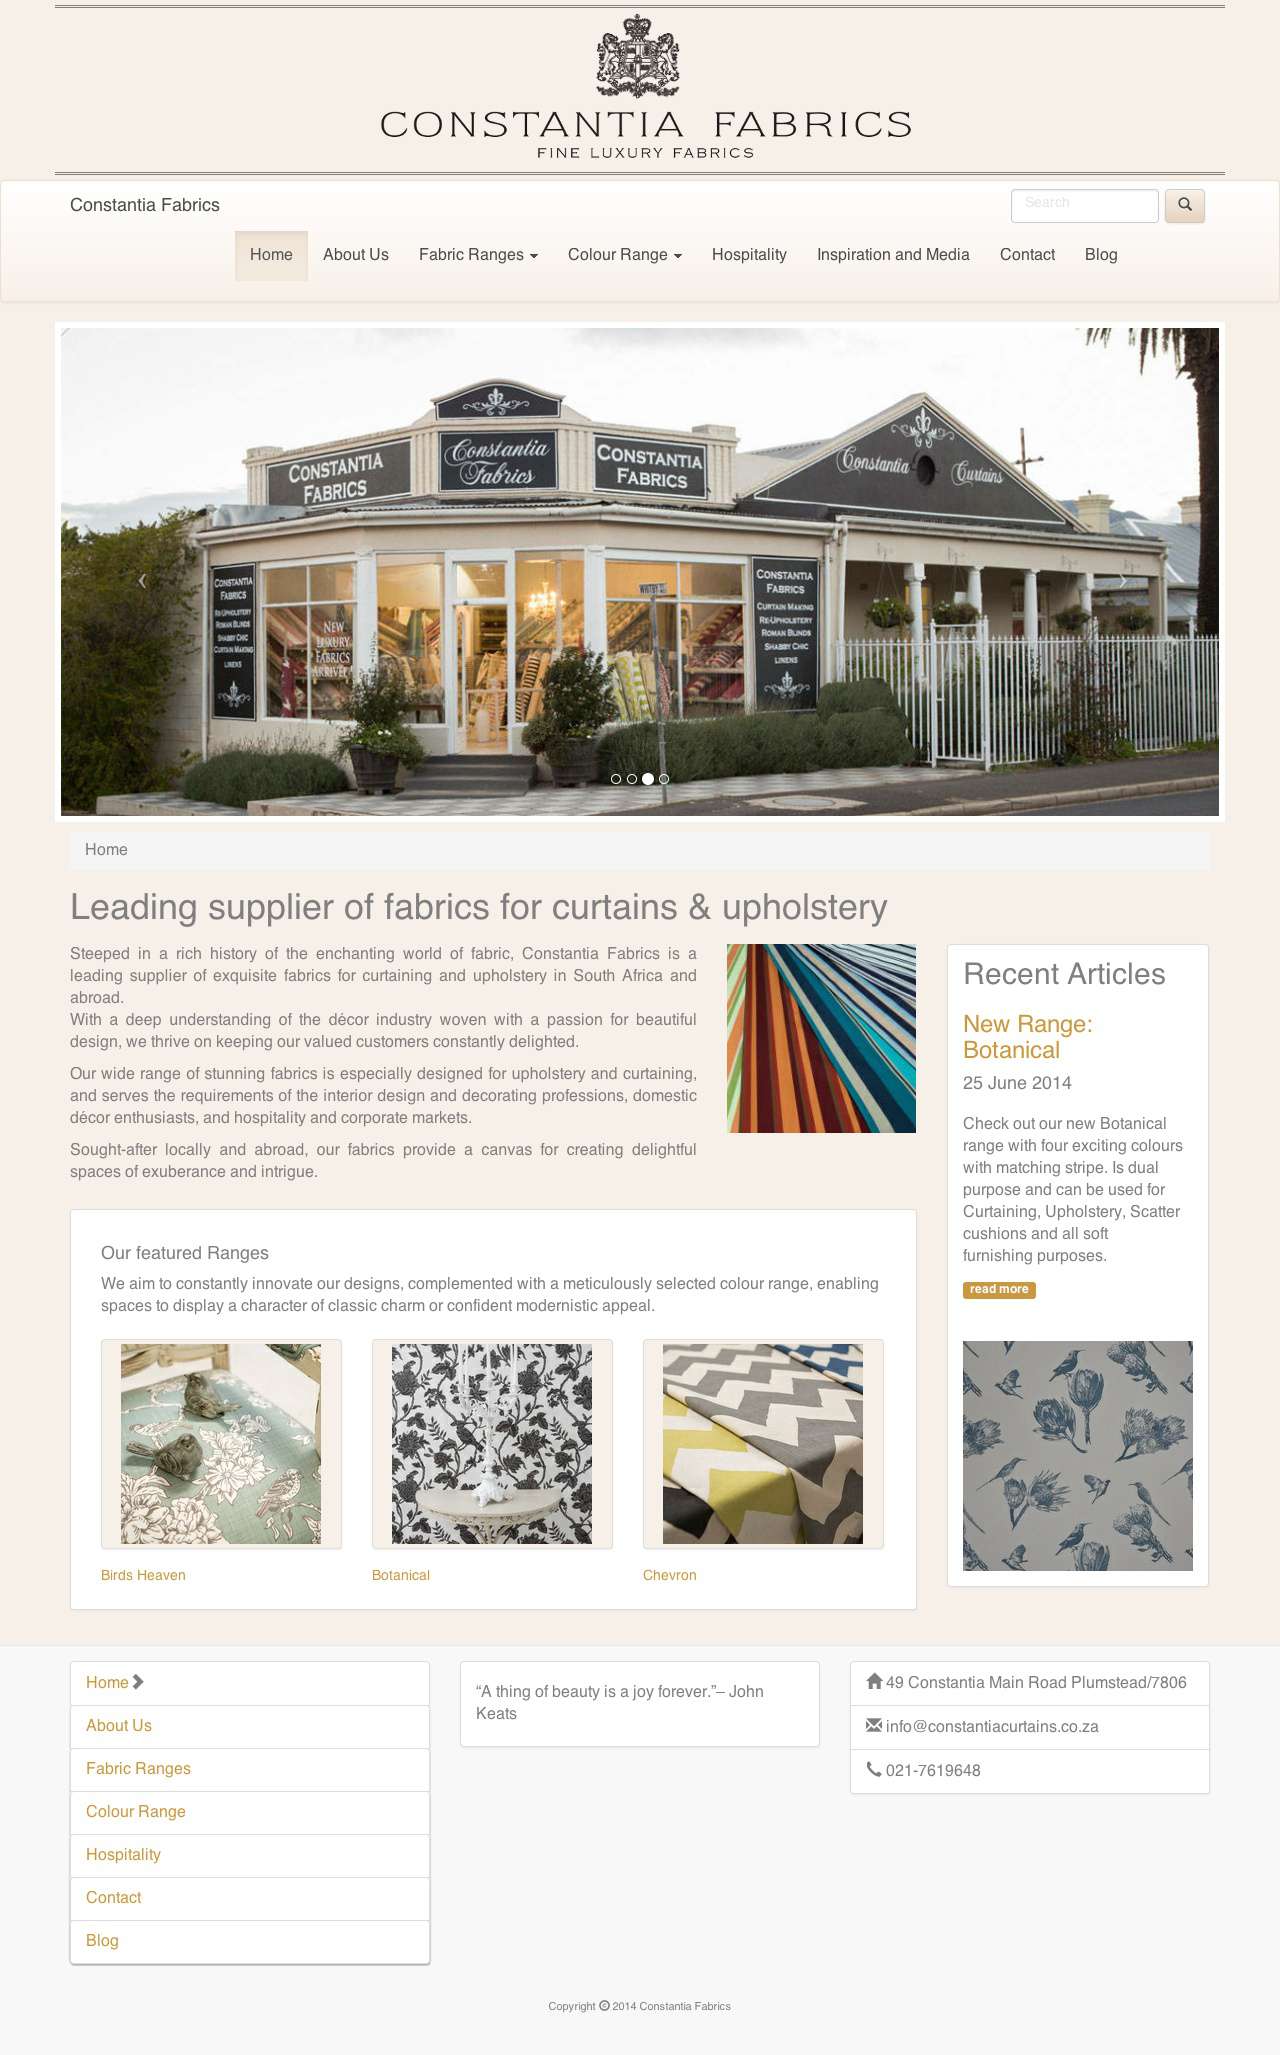 CONSTANTIA FABRICS
FINE LUXURY FABRICS
Constantia Fabrics
Search
Home
About Us
Fabric Ranges
Colour Range
Hospitality
Inspiration and Media
Contact
Blog
CONSTANTIA
FABRICS
Constantia
Fabrics
CONSTANTIA
FABRICS
Constantia Curtains
CONSTANTIA
FABRICS
RE-UPHOLSTERY
ROMAN BLINDS
SHABBY CHIC
CURTAIN MAKING
LINENS
NEW
LUXURY
FABRICS
ARRIVED
CONSTANTIA
FABRICS
CURTAIN MAKING
RE-UPHOLSTERY
ROMAN BLINDS
SHABBY CHIC
LINENS
Home
Leading supplier of fabrics for curtains & upholstery
Steeped in a rich history of the enchanting world of fabric, Constantia Fabrics is a
leading supplier of exquisite fabrics for curtaining and upholstery in South Africa and
abroad.
With a deep understanding of the décor industry woven with a passion for beautiful
design, we thrive on keeping our valued customers constantly delighted.
Our wide range of stunning fabrics is especially designed for upholstery and curtaining,
and serves the requirements of the interior design and decorating professions, domestic
décor enthusiasts, and hospitality and corporate markets.
Sought-after locally and abroad, our fabrics provide a canvas for creating delightful
spaces of exuberance and intrigue.
Our featured Ranges
We aim to constantly innovate our designs, complemented with a meticulously selected colour range, enabling
spaces to display a character of classic charm or confident modernistic appeal.
Birds Heaven
Botanical
Chevron
Recent Articles
New Range:
Botanical
25 June 2014
Check out our new Botanical
range with four exciting colours
with matching stripe. Is dual
purpose and can be used for
Curtaining, Upholstery, Scatter
cushions and all soft
furnishing purposes.
read more
Home
About Us
Fabric Ranges
Colour Range
Hospitality
Contact
Blog
“A thing of beauty is a joy forever.”– John
Keats
49 Constantia Main Road Plumstead/7806
info@constantiacurtains.co.za
021-7619648
Copyright © 2014 Constantia Fabrics